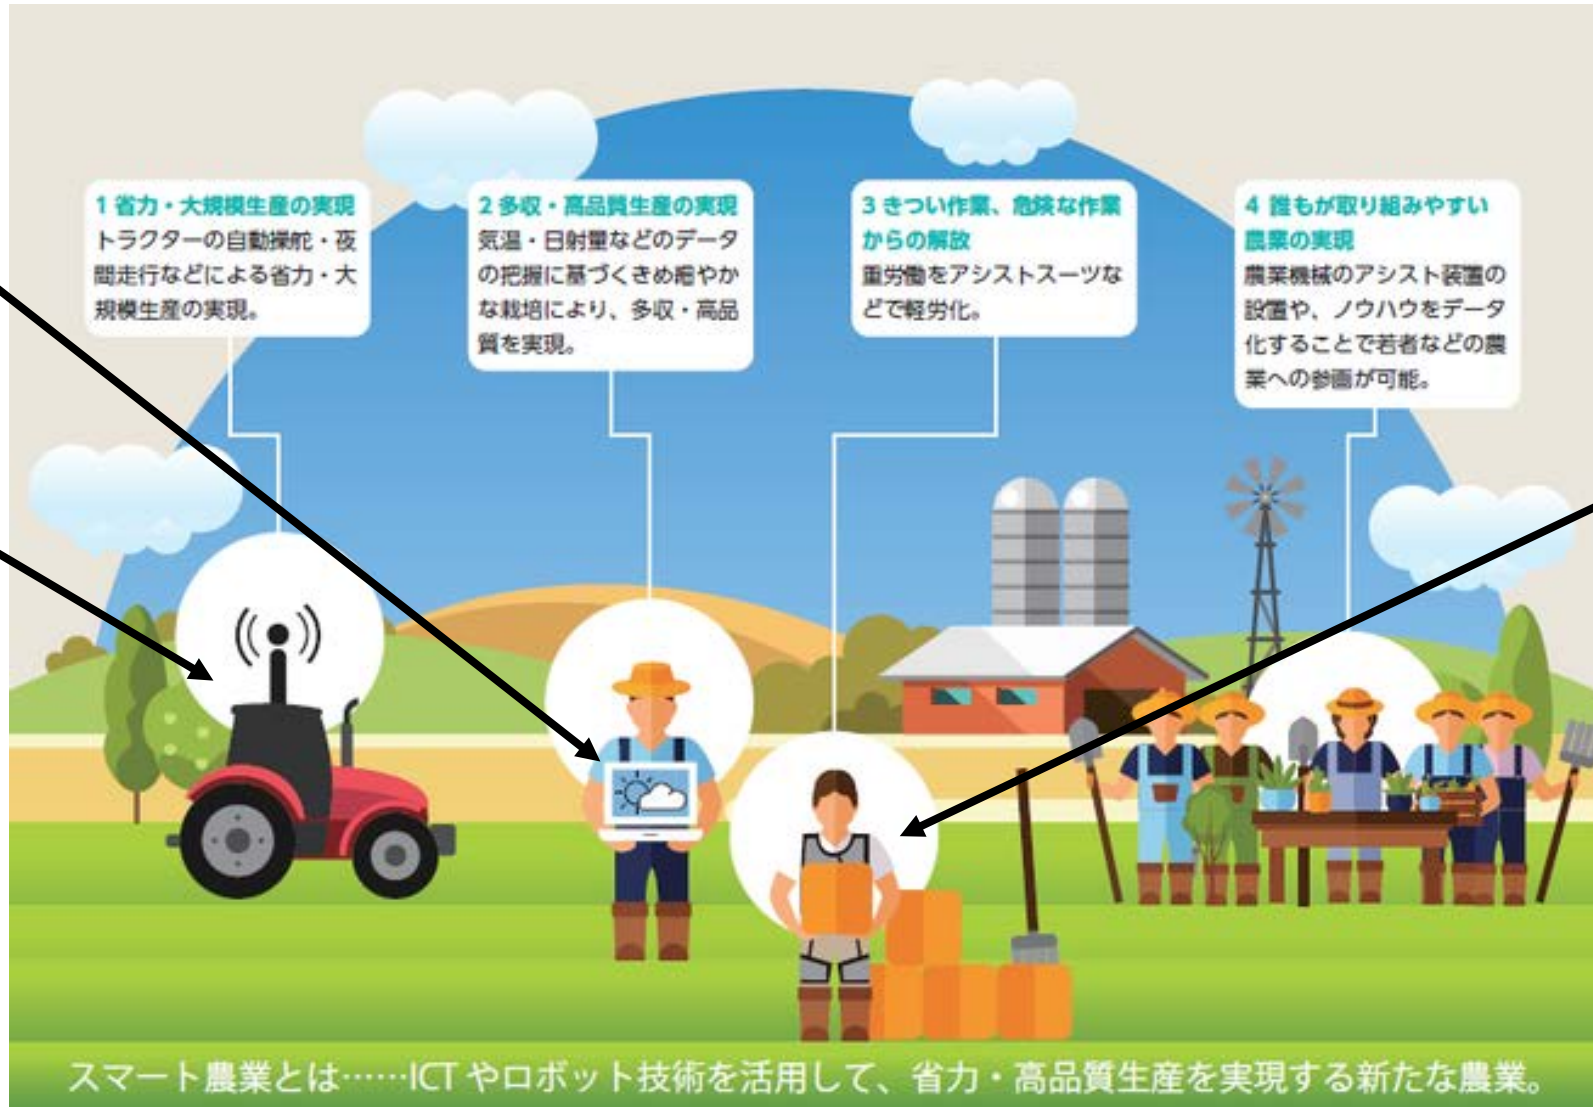 1 省力・大規模生産の実現
トラクターの自動操舵・夜
間走行などによる省力・大
規模生産の実現。
2 多収・高品質生産の実現
気温・日射量などのデータ
の把握に基づくきめ細やか
な栽培により、多収・高品
質を実現。
3 きつい作業、危険な作業
からの解放
重労働をアシストスーツな
どで軽労化。
4 誰もが取り組みやすい
農業の実現
農業機械のアシスト装置の
設置や、ノウハウをデータ
化することで若者などの農
業への参画が可能。
スマート農業とは……ICT やロボット技術を活用して、省力・高品質生産を実現する新たな農業。